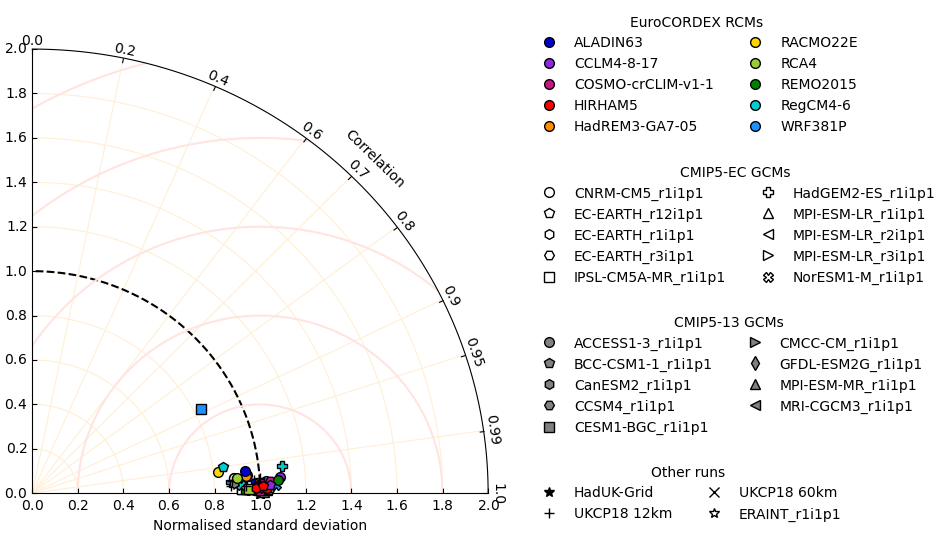 0.0
0.2
0.4
0.6
0.7
0.8
0.9
0.95
0.99
1.0
Correlation
2.0
1.8
1.6
1.4
1.2
1.0
0.8
0.6
0.4
0.2
0.0
0.0 0.2 0.4 0.6 0.8 1.0 1.2 1.4 1.6 1.8 2.0
Normalised standard deviation
EuroCORDEX RCMs
ALADIN63 RACMO22E
CCLM4-8-17 RCA4
COSMO-crCLIM-v1-1 REMO2015
HIRHAM5 RegCM4-6
HadREM3-GA7-05 WRF381P
CMIP5-EC GCMs
CNRM-CM5_r1i1p1 HadGEM2-ES_r1i1p1
EC-EARTH_r12i1p1 MPI-ESM-LR_r1i1p1
EC-EARTH_r1i1p1 MPI-ESM-LR_r2i1p1
EC-EARTH_r3i1p1 MPI-ESM-LR_r3i1p1
IPSL-CM5A-MR_r1i1p1 NorESM1-M_r1i1p1
CMIP5-13 GCMs
ACCESS1-3_r1i1p1 CMCC-CM_r1i1p1
BCC-CSM1-1_r1i1p1 GFDL-ESM2G_r1i1p1
CanESM2_r1i1p1 MPI-ESM-MR_r1i1p1
CCSM4_r1i1p1 MRI-CGCM3_r1i1p1
CESM1-BGC_r1i1p1
Other runs
HadUK-Grid UKCP18 60km
UKCP18 12km ERAINT_r1i1p1